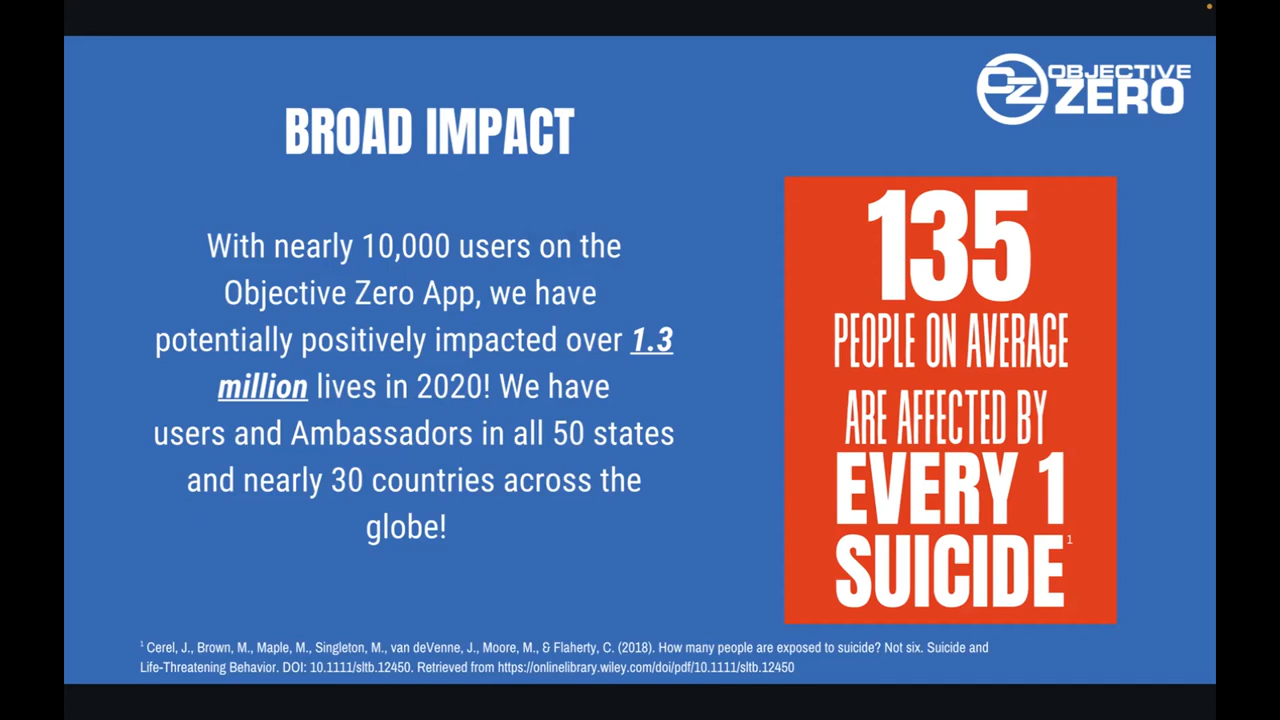 OBJECTIVE
ZERO
OZ
BROAD IMPACT
With nearly 10,000 users on the
Objective Zero App, we have
potentially positively impacted over 1.3
million lives in 2020! We have
users and Ambassadors in all 50 states
and nearly 30 countries across the
globe!
135
PEOPLE ON AVERAGE
ARE AFFECTED BY
EVERY 1
SUICIDE¹
¹ Cerel, J., Brown, M., Maple, M., Singleton, M., van deVenne, J., Moore, M., & Flaherty, C. (2018). How many people are exposed to suicide? Not six. Suicide and
Life-Threatening Behavior. DOI: 10.1111/sltb.12450. Retrieved from https://onlinelibrary.wiley.com/doi/pdf/10.1111/sltb.12450